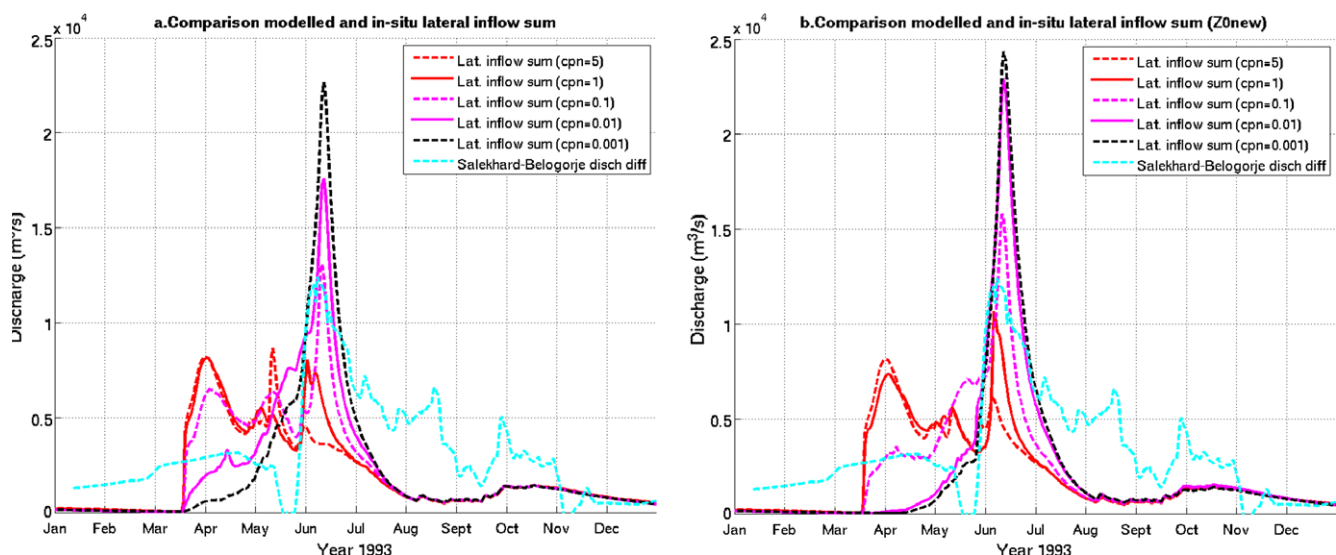 a.Comparison modelled and in-situ lateral inflow sum
x 10⁴
2.5
2
1.5
1
0.5
0
Discharge (m³/s)
Lat. inflow sum (cpn=5)
Lat. inflow sum (cpn=1)
Lat. inflow sum (cpn=0.1)
Lat. inflow sum (cpn=0.01)
Lat. inflow sum (cpn=0.001)
Salekhard-Belogorje disch diff
Jan Feb Mar Apr May Jun Jul Aug Sept Oct Nov Dec
Year 1993
b.Comparison modelled and in-situ lateral inflow sum (Z0new)
x 10⁴
2.5
2
1.5
1
0.5
0
Discharge (m³/s)
Lat. inflow sum (cpn=5)
Lat. inflow sum (cpn=1)
Lat. inflow sum (cpn=0.1)
Lat. inflow sum (cpn=0.01)
Lat. inflow sum (cpn=0.001)
Salekhard-Belogorje disch diff
Jan Feb Mar Apr May Jun Jul Aug Sept Oct Nov Dec
Year 1993